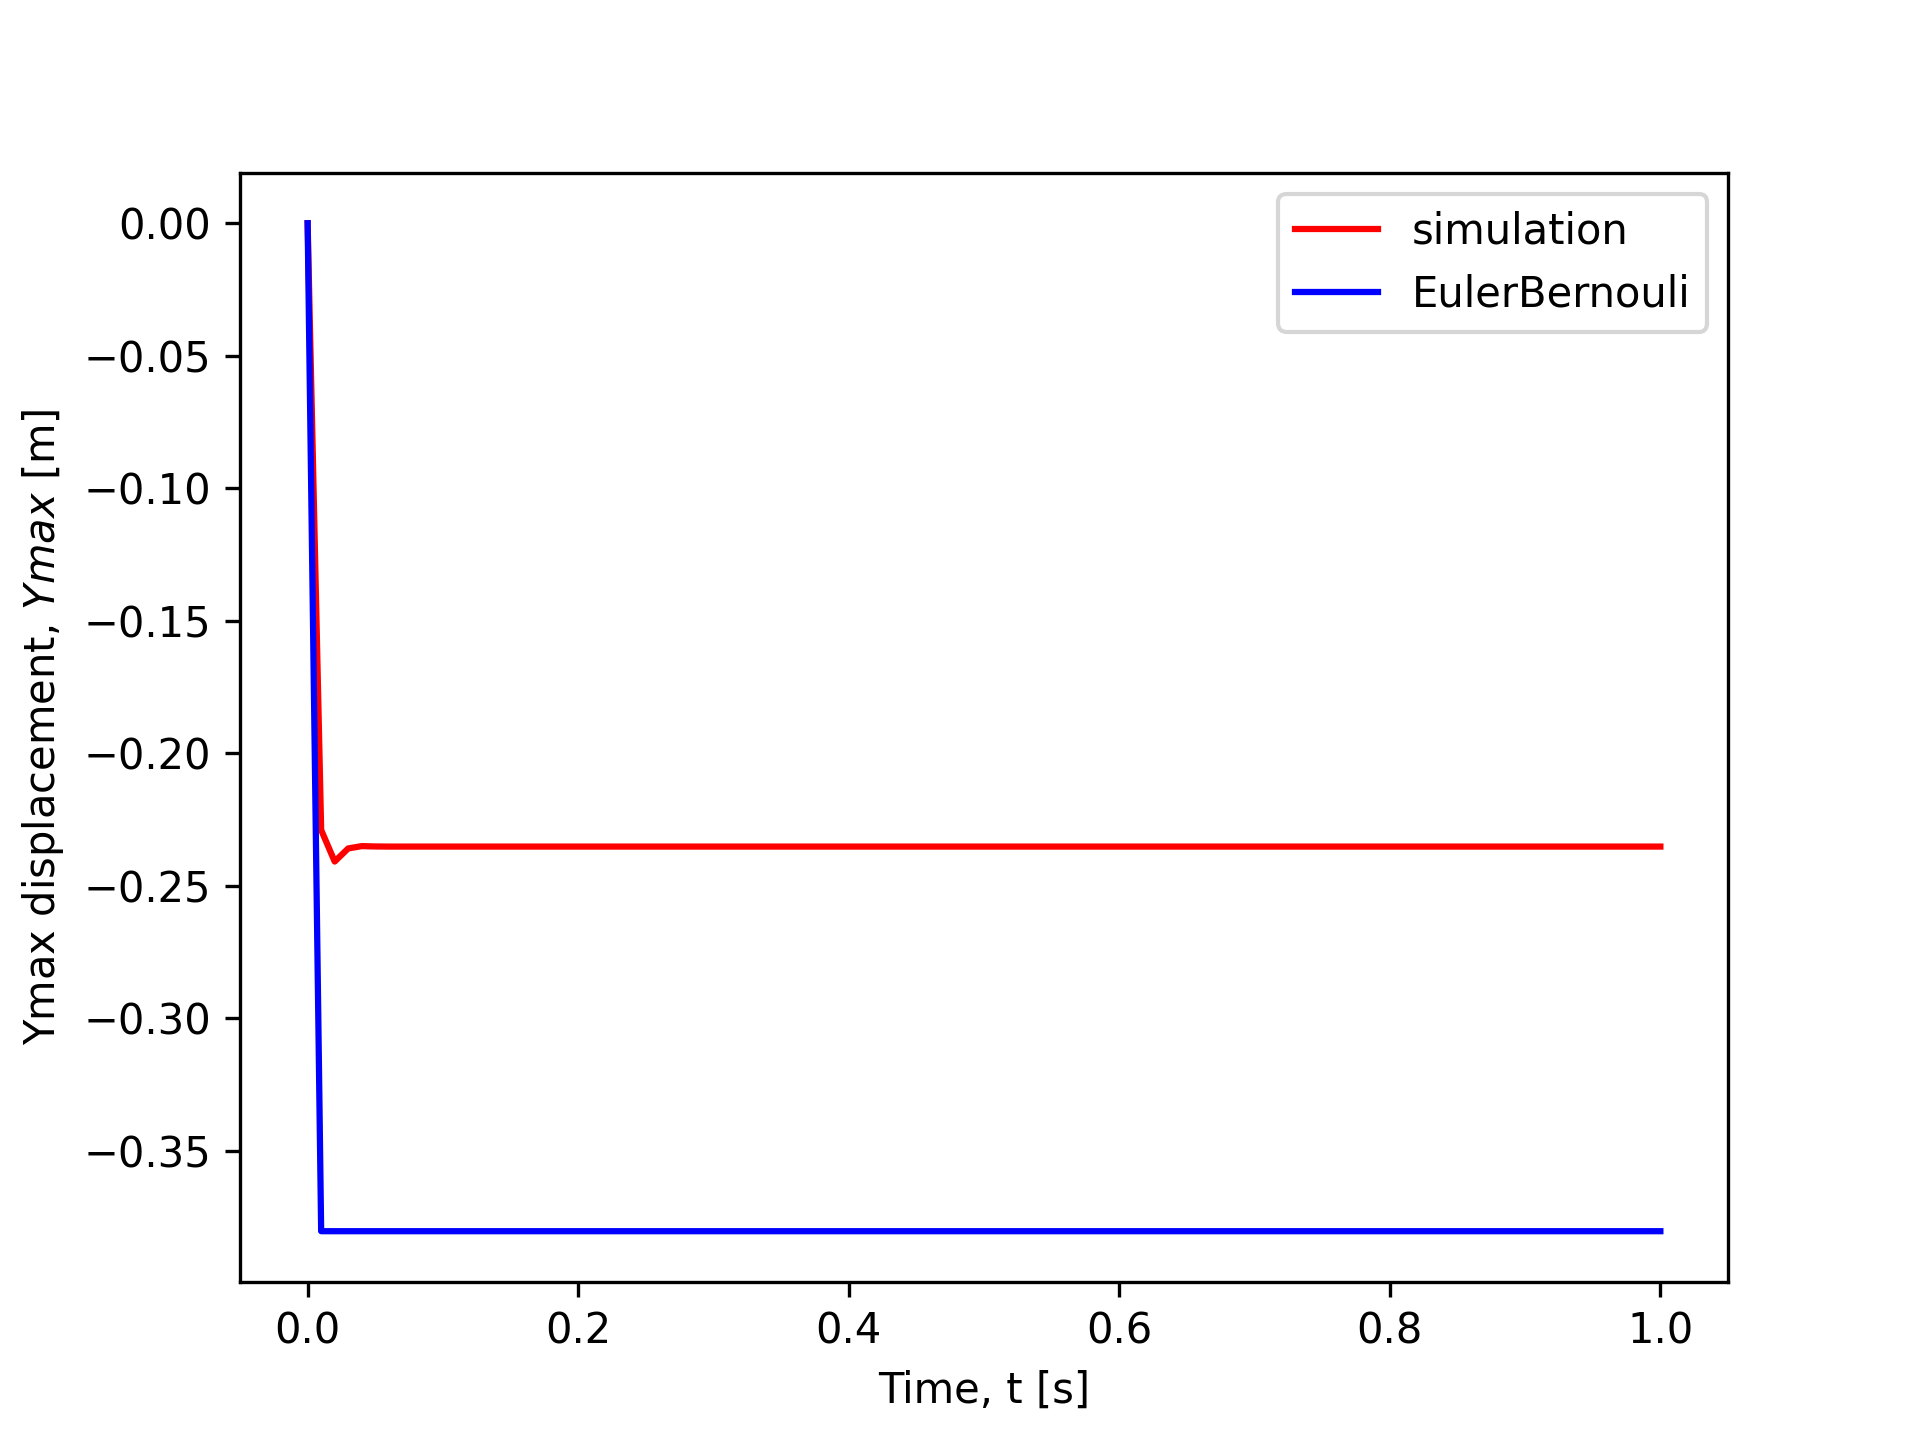 simulation
EulerBernouli
Ymax displacement, Ymax [m]
0.00
−0.05
−0.10
−0.15
−0.20
−0.25
−0.30
−0.35
0.0 0.2 0.4 0.6 0.8 1.0
Time, t [s]